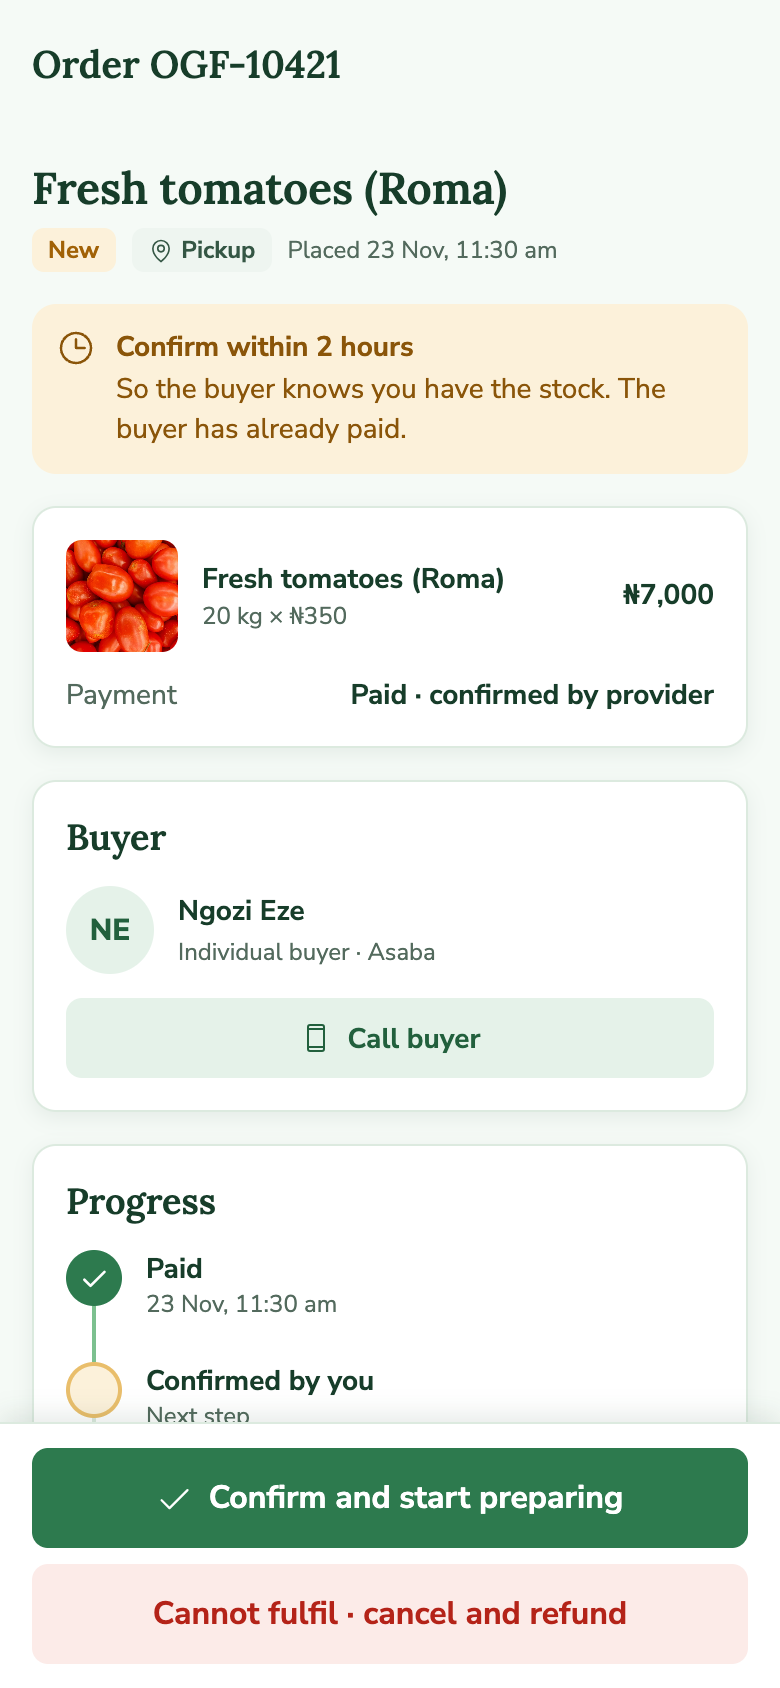 Order OGF-10421
Fresh tomatoes (Roma)
New
Pickup
Placed 23 Nov, 11:30 am
Confirm within 2 hours
So the buyer knows you have the stock. The
buyer has already paid.
Fresh tomatoes (Roma)
20 kg × ₦350
₦7,000
Payment
Paid · confirmed by provider
Buyer
NE
Ngozi Eze
Individual buyer · Asaba
Call buyer
Progress
Paid
23 Nov, 11:30 am
Confirmed by you
Next step
Confirm and start preparing
Cannot fulfil · cancel and refund